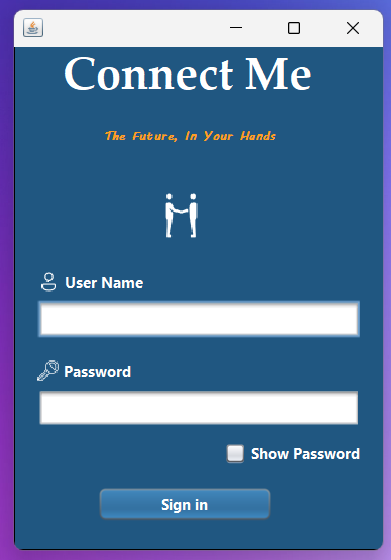 Connect Me
The Future, In Your Hands
User Name
Password
Show Password
Sign in